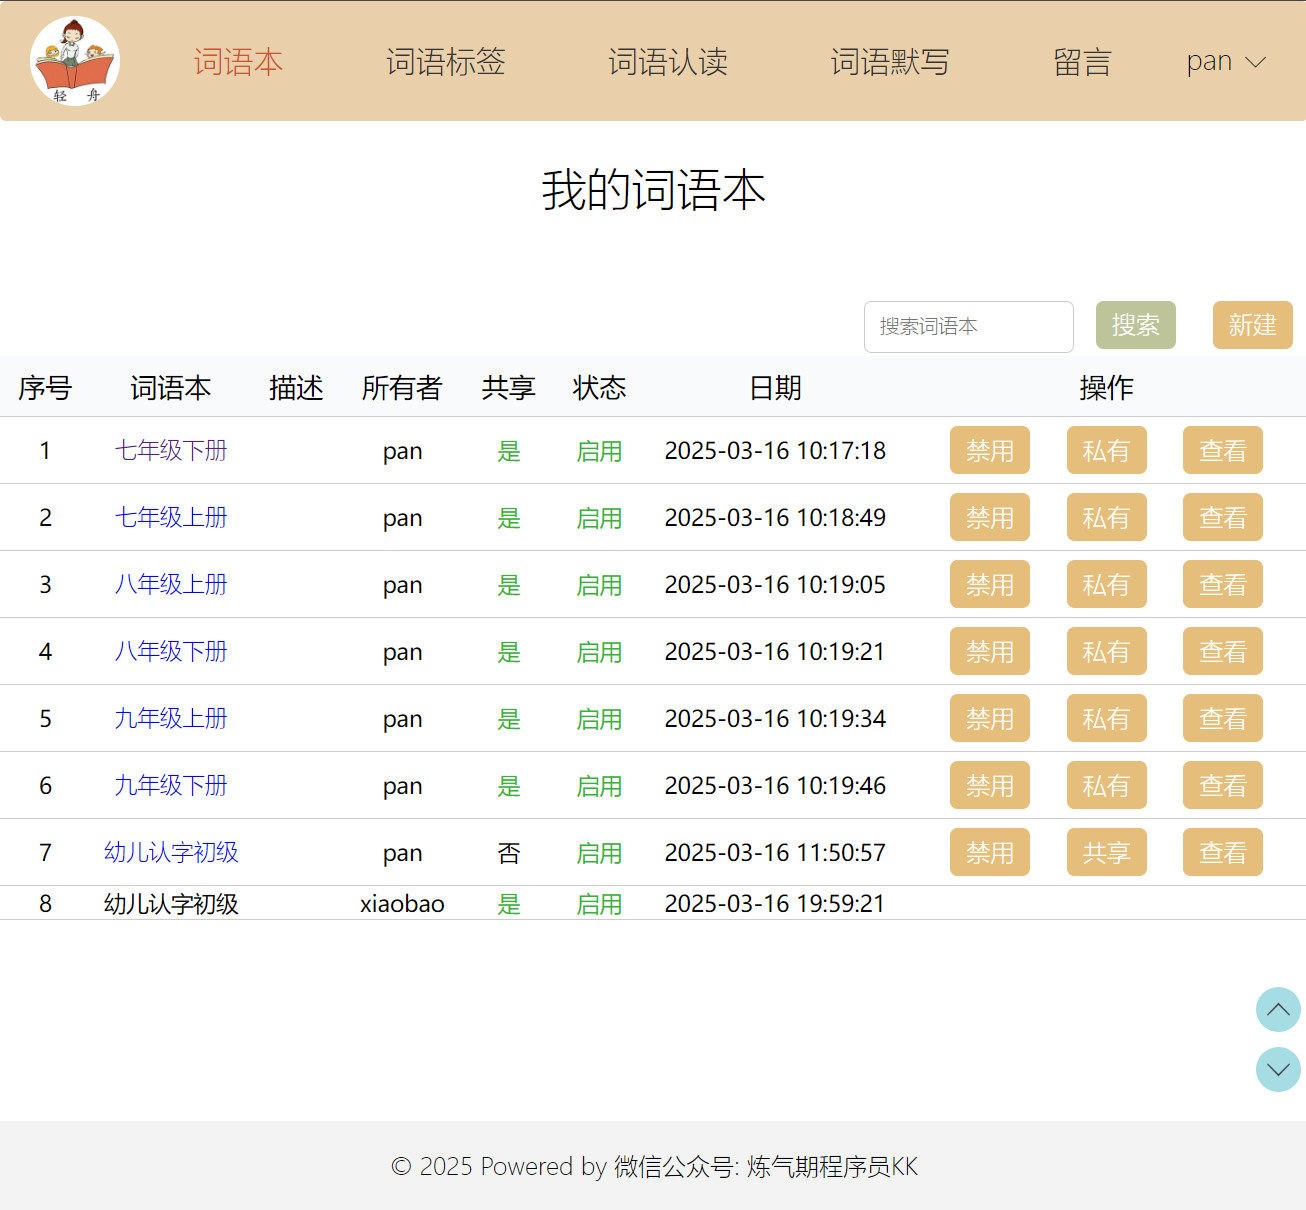 轻 舟
词语本 词语标签 词语认读 词语默写 留言 pan
我的词语本
搜索词语本 搜索 新建
序号 词语本 描述 所有者 共享 状态 日期 操作
1 七年级下册 pan 是 启用 2025-03-16 10:17:18 禁用 私有 查看
2 七年级上册 pan 是 启用 2025-03-16 10:18:49 禁用 私有 查看
3 八年级上册 pan 是 启用 2025-03-16 10:19:05 禁用 私有 查看
4 八年级下册 pan 是 启用 2025-03-16 10:19:21 禁用 私有 查看
5 九年级上册 pan 是 启用 2025-03-16 10:19:34 禁用 私有 查看
6 九年级下册 pan 是 启用 2025-03-16 10:19:46 禁用 私有 查看
7 幼儿认字初级 pan 否 启用 2025-03-16 11:50:57 禁用 共享 查看
8 幼儿认字初级 xiaobao 是 启用 2025-03-16 19:59:21
© 2025 Powered by 微信公众号: 炼气期程序员KK